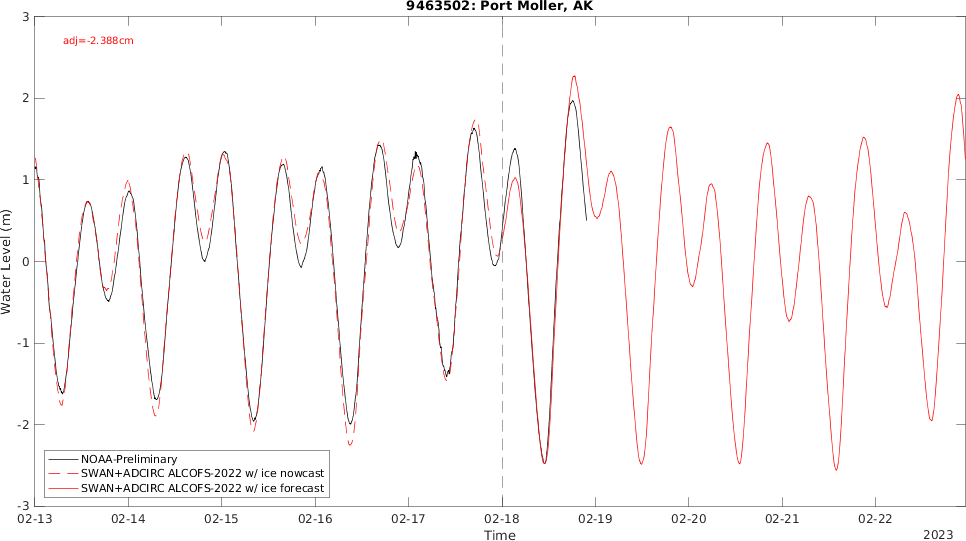 9463502: Port Moller, AK
adj=-2.388cm
Water Level (m)
3
2
1
0
-1
-2
-3
NOAA-Preliminary
SWAN+ADCIRC ALCOFS-2022 w/ ice nowcast
SWAN+ADCIRC ALCOFS-2022 w/ ice forecast
02-13 02-14 02-15 02-16 02-17 02-18 02-19 02-20 02-21 02-22
Time
2023